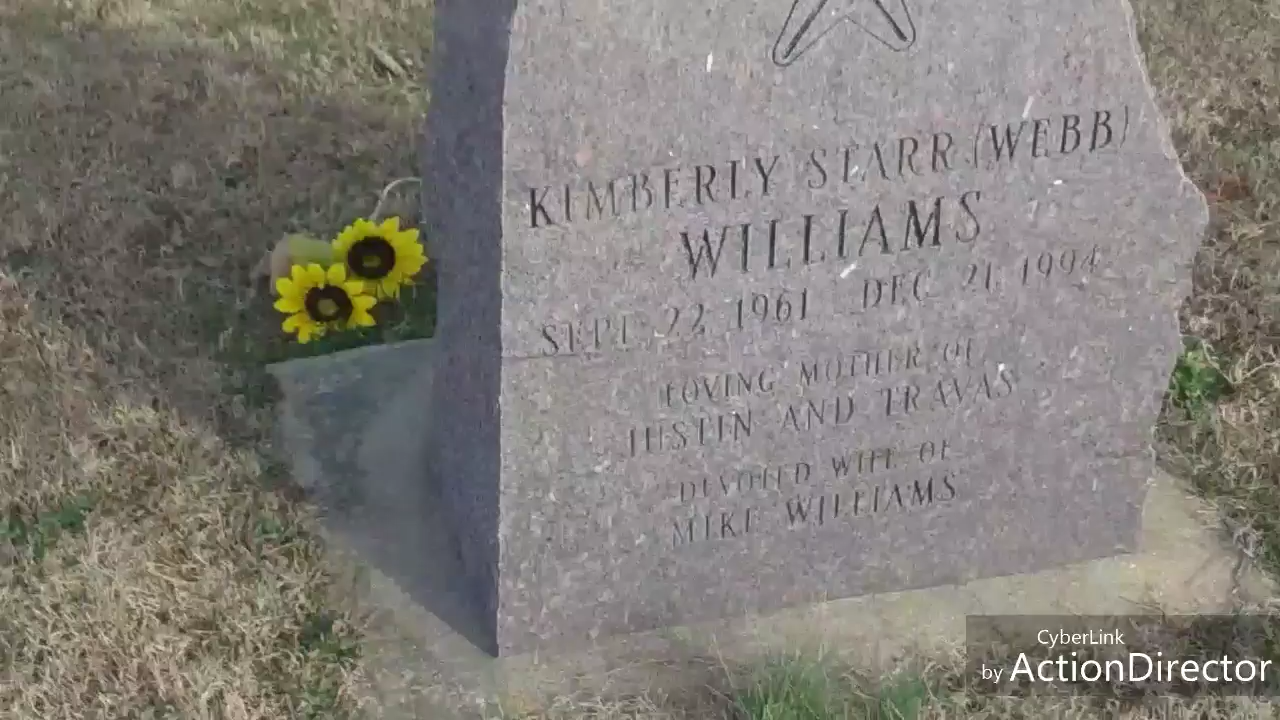 KIMBERLY STARR (WEBB)
WILLIAMS
SEPT. 22 1961 DEC. 21, 1994
LOVING MOTHER OF
JUSTIN AND TRAVAS
DEVOTED WIFE OF
MIKE WILLIAMS
CyberLink
by ActionDirector